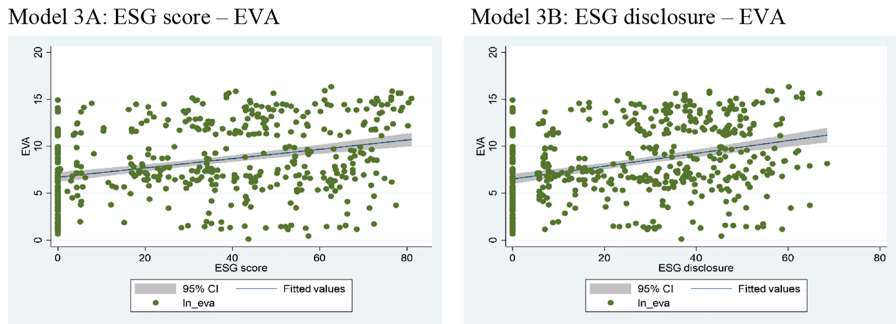 Model 3A: ESG score – EVA
20
15
10
5
0
EVA
0 20 40 60 80
ESG score
95% CI Fitted values
ln_eva
Model 3B: ESG disclosure – EVA
20
15
10
5
0
EVA
0 20 40 60 80
ESG disclosure
95% CI Fitted values
ln_eva